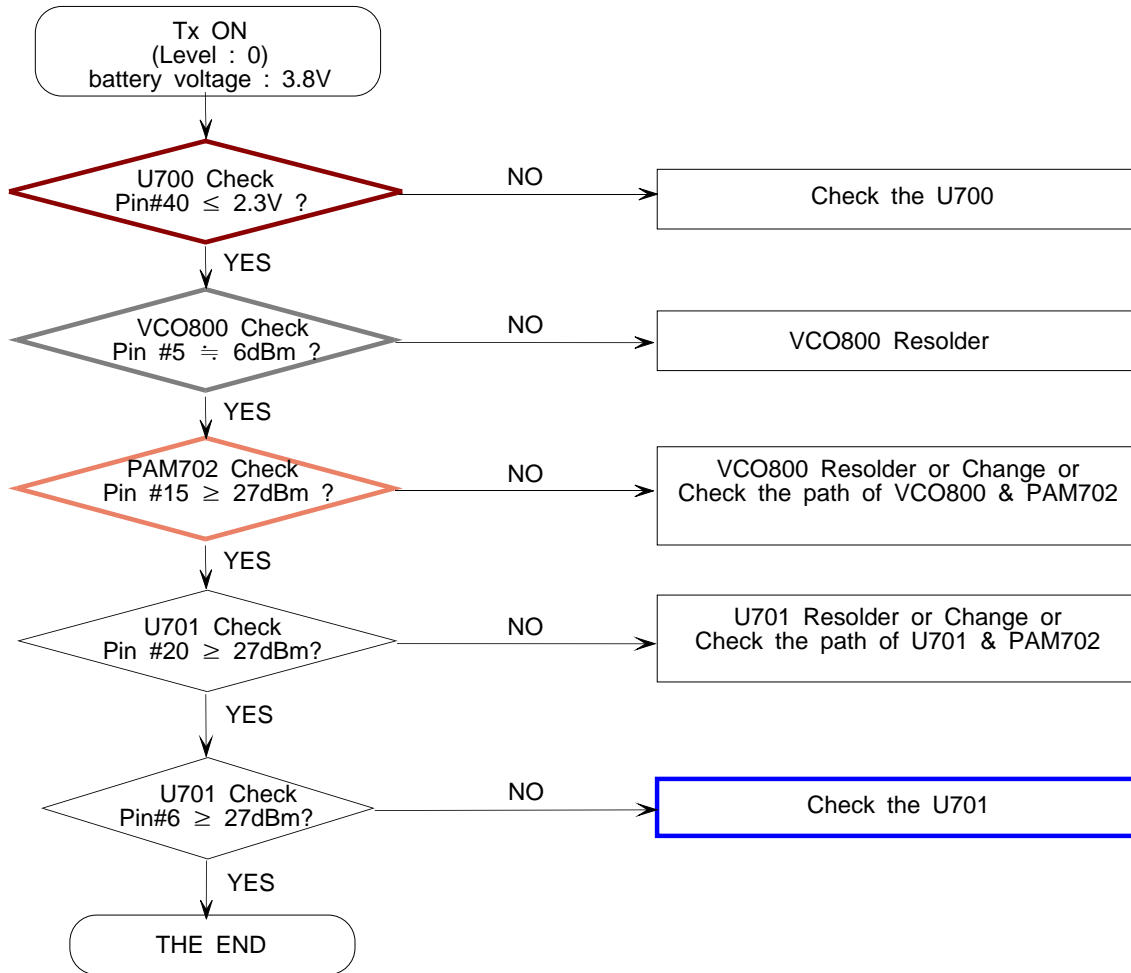 Tx ON
(Level : 0)
battery voltage : 3.8V
U700 Check
Pin#40 ≤ 2.3V ?
NO
Check the U700
YES
VCO800 Check
Pin #5 ≒ 6dBm ?
NO
VCO800 Resolder
YES
PAM702 Check
Pin #15 ≥ 27dBm ?
NO
VCO800 Resolder or Change or
Check the path of VCO800 & PAM702
YES
U701 Check
Pin #20 ≥ 27dBm?
NO
U701 Resolder or Change or
Check the path of U701 & PAM702
YES
U701 Check
Pin#6 ≥ 27dBm?
NO
Check the U701
YES
THE END